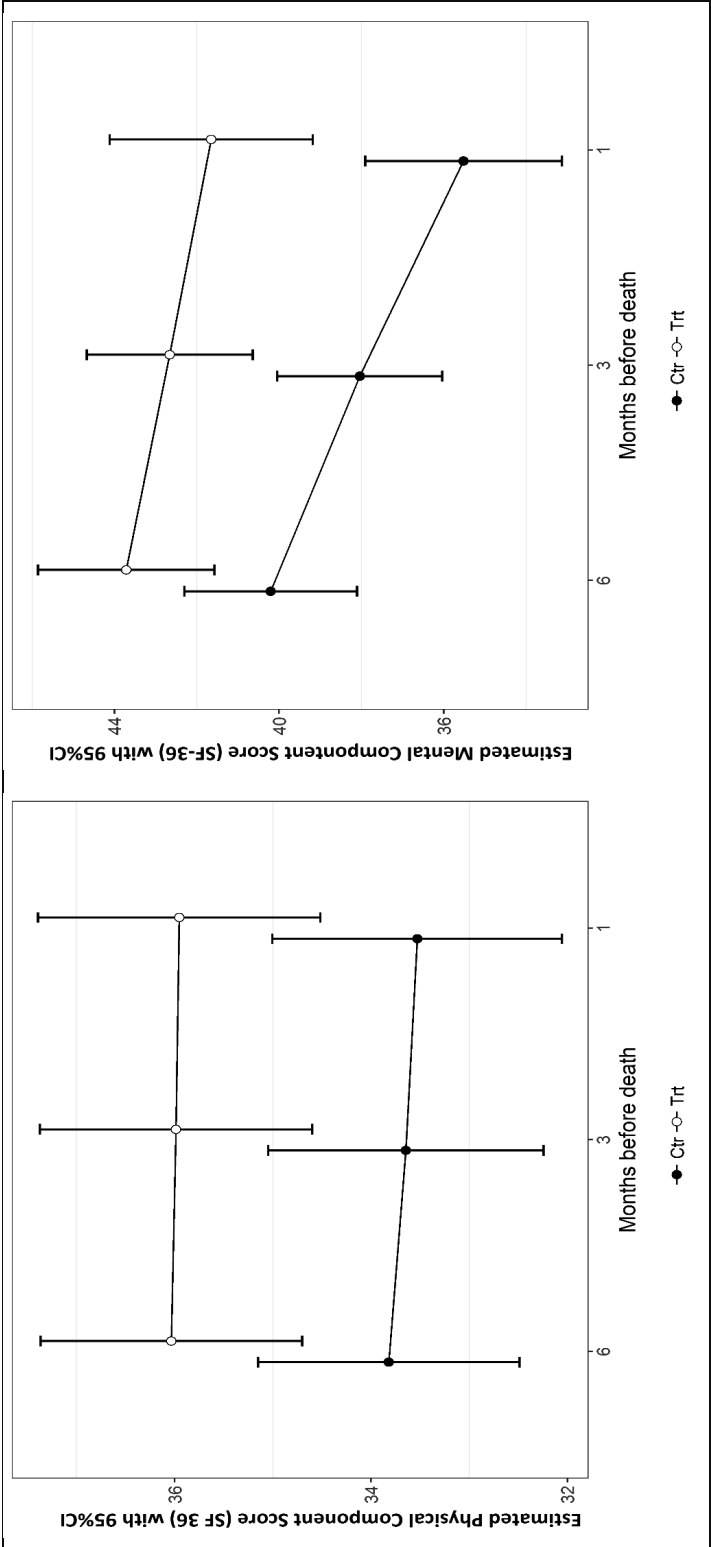 Estimated Physical Component Score (SF 36) with 95%CI
36
34
32
6
3
1
Months before death
Ctr
Trt
Estimated Mental Compontent Score (SF-36) with 95%CI
44
40
36
6
3
1
Months before death
Ctr
Trt